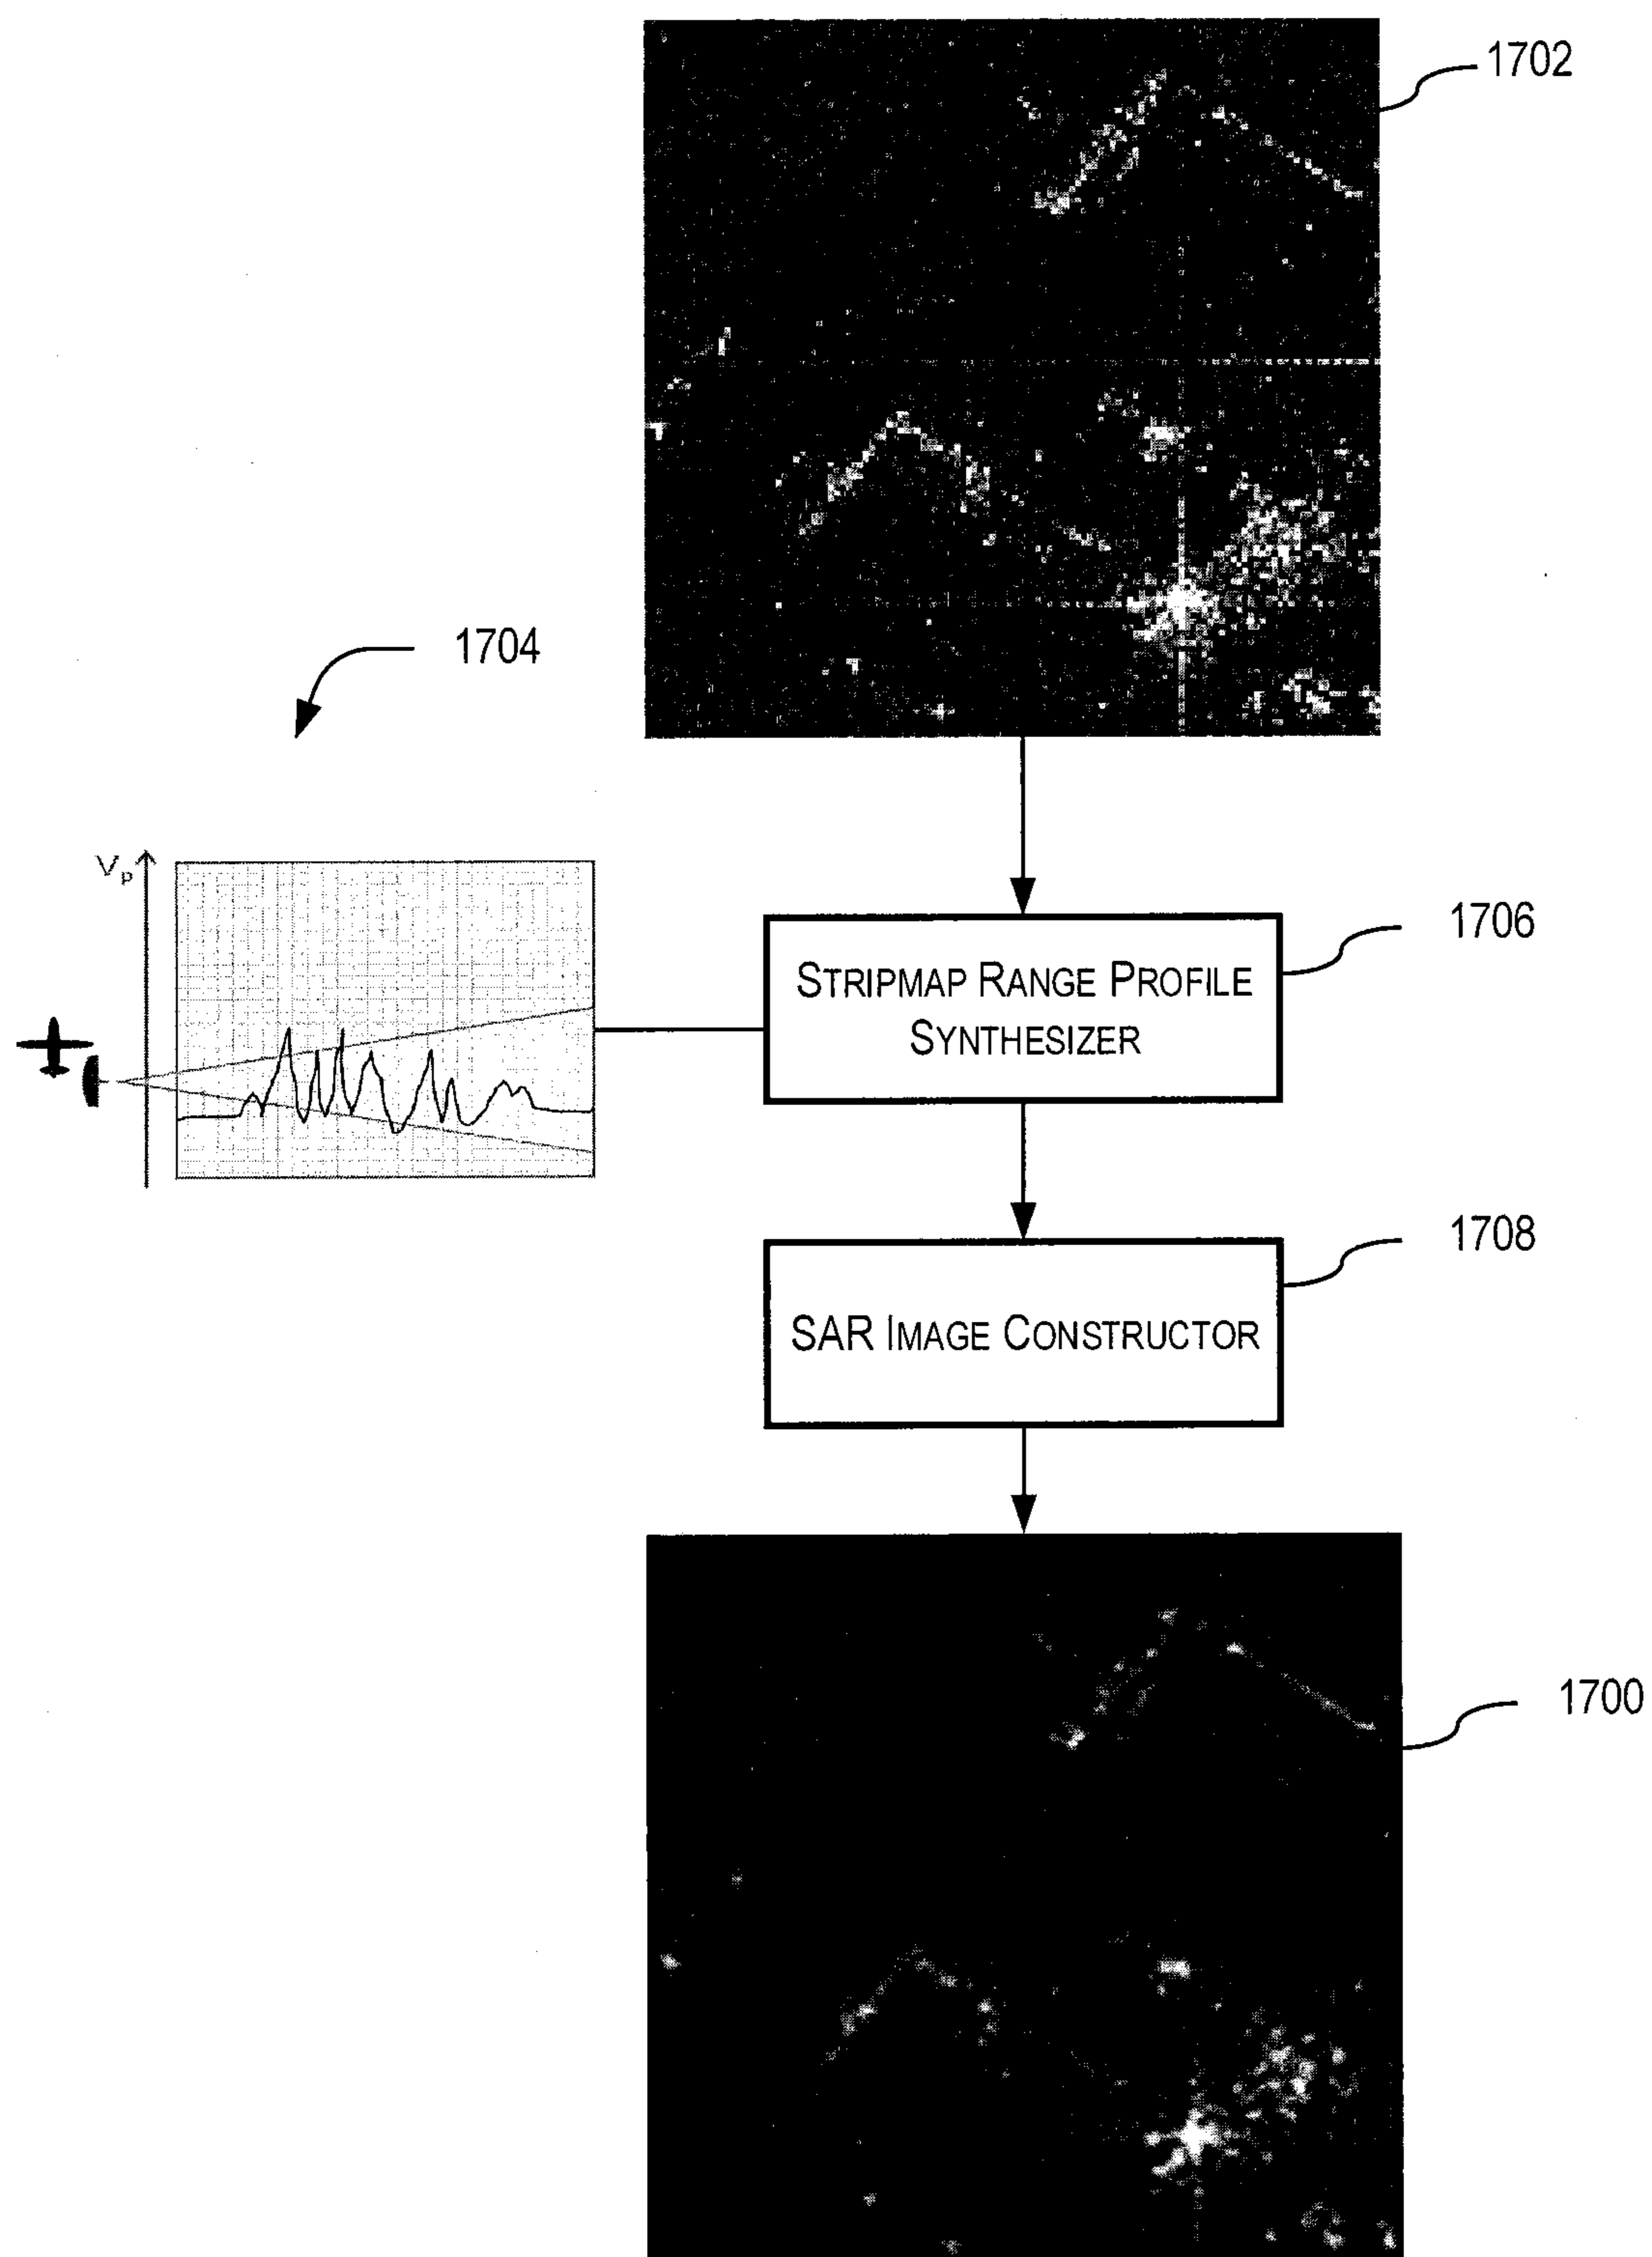 1702
1704
Vp
1706
STRIPMAP RANGE PROFILE
SYNTHESIZER
1708
SAR IMAGE CONSTRUCTOR
1700